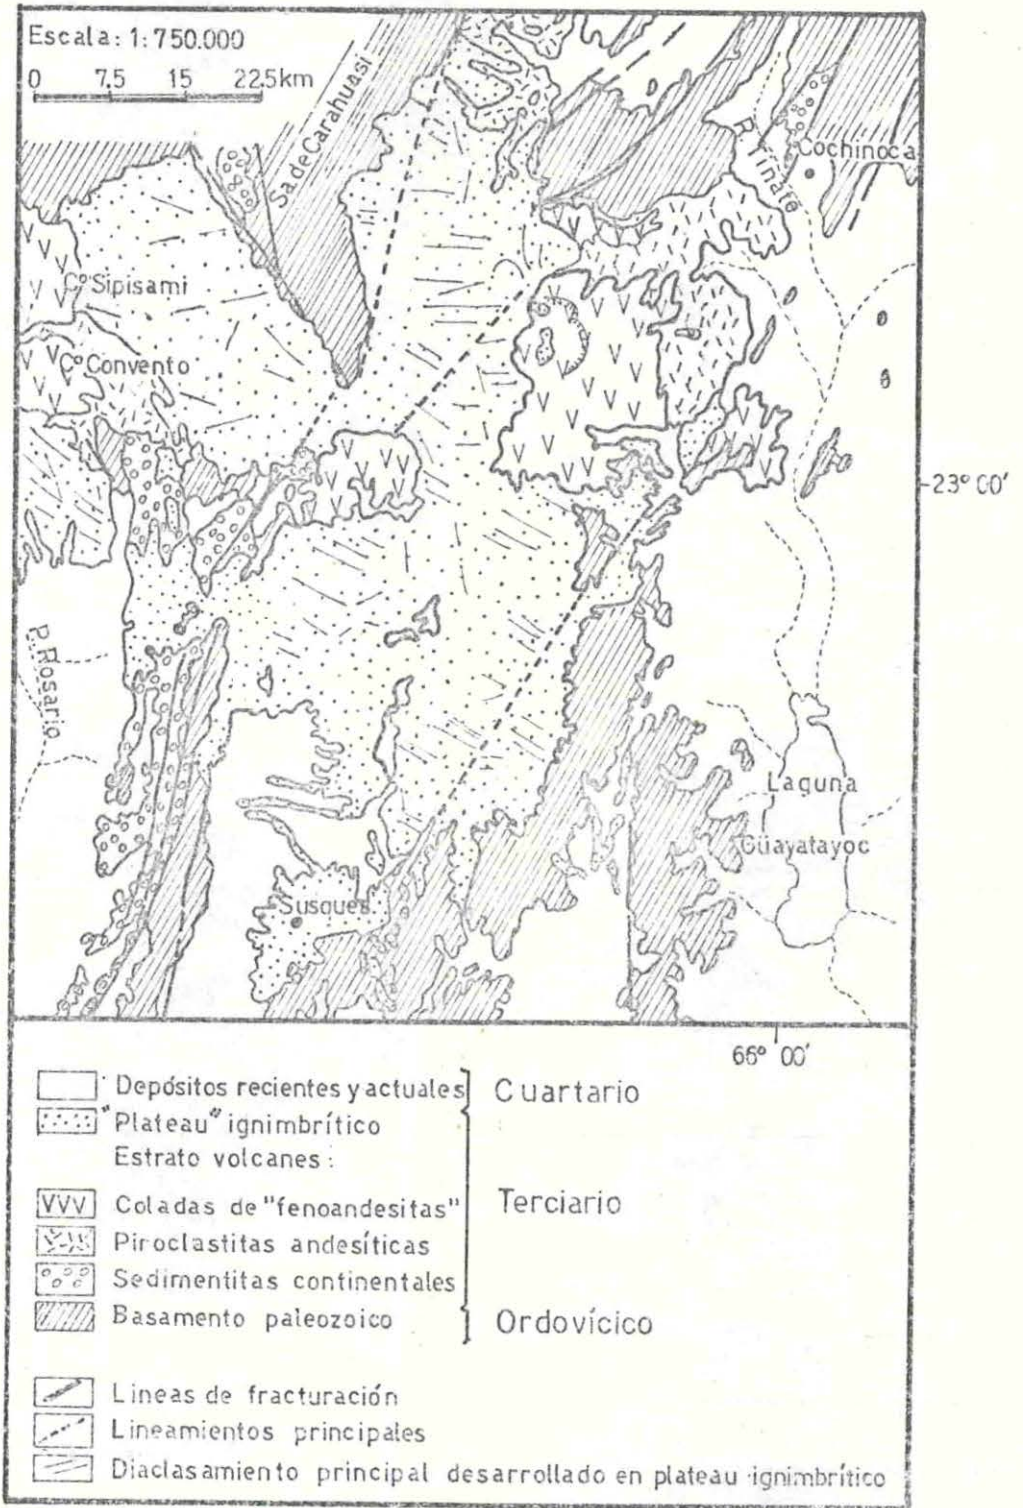 Escala: 1:750.000
0 7,5 15 22,5km
Sa. de Carahuasi
R. Tinate
Cochinoca
Cº Sipisami
Cº Convento
23º 00'
P. Rosario
Laguna
Guayatayoc
Susques
66º 00'
Depósitos recientes y actuales
Cuartario
"Plateau" ignimbrítico
Estrato volcanes:
VVV Coladas de "fenoandesitas"
Terciario
Piroclastitas andesíticas
Sedimentitas continentales
Basamento paleozoico
Ordovícico
Lineas de fracturación
Lineamientos principales
Diaclasamiento principal desarrollado en plateau ignimbrítico